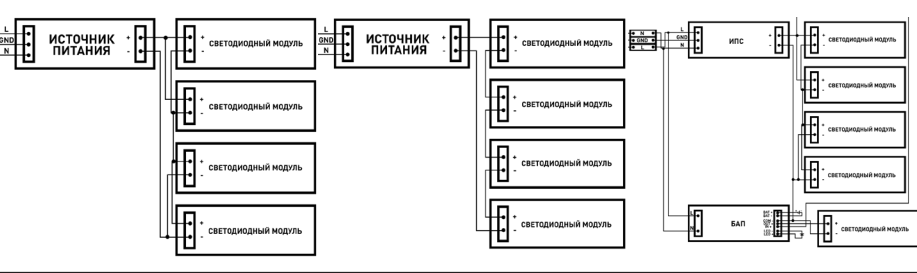 L
GND
N
ИСТОЧНИК
ПИТАНИЯ
+
-
+
-
СВЕТОДИОДНЫЙ МОДУЛЬ
+
-
СВЕТОДИОДНЫЙ МОДУЛЬ
+
-
СВЕТОДИОДНЫЙ МОДУЛЬ
+
-
СВЕТОДИОДНЫЙ МОДУЛЬ
L
GND
N
ИСТОЧНИК
ПИТАНИЯ
+
-
+
-
СВЕТОДИОДНЫЙ МОДУЛЬ
+
-
СВЕТОДИОДНЫЙ МОДУЛЬ
+
-
СВЕТОДИОДНЫЙ МОДУЛЬ
+
-
СВЕТОДИОДНЫЙ МОДУЛЬ
N
GND
L
L
GND
N
ИПС
+
-
+
-
СВЕТОДИОДНЫЙ МОДУЛЬ
+
-
СВЕТОДИОДНЫЙ МОДУЛЬ
+
-
СВЕТОДИОДНЫЙ МОДУЛЬ
+
-
СВЕТОДИОДНЫЙ МОДУЛЬ
L
N
БАП
+
-
СВЕТОДИОДНЫЙ МОДУЛЬ